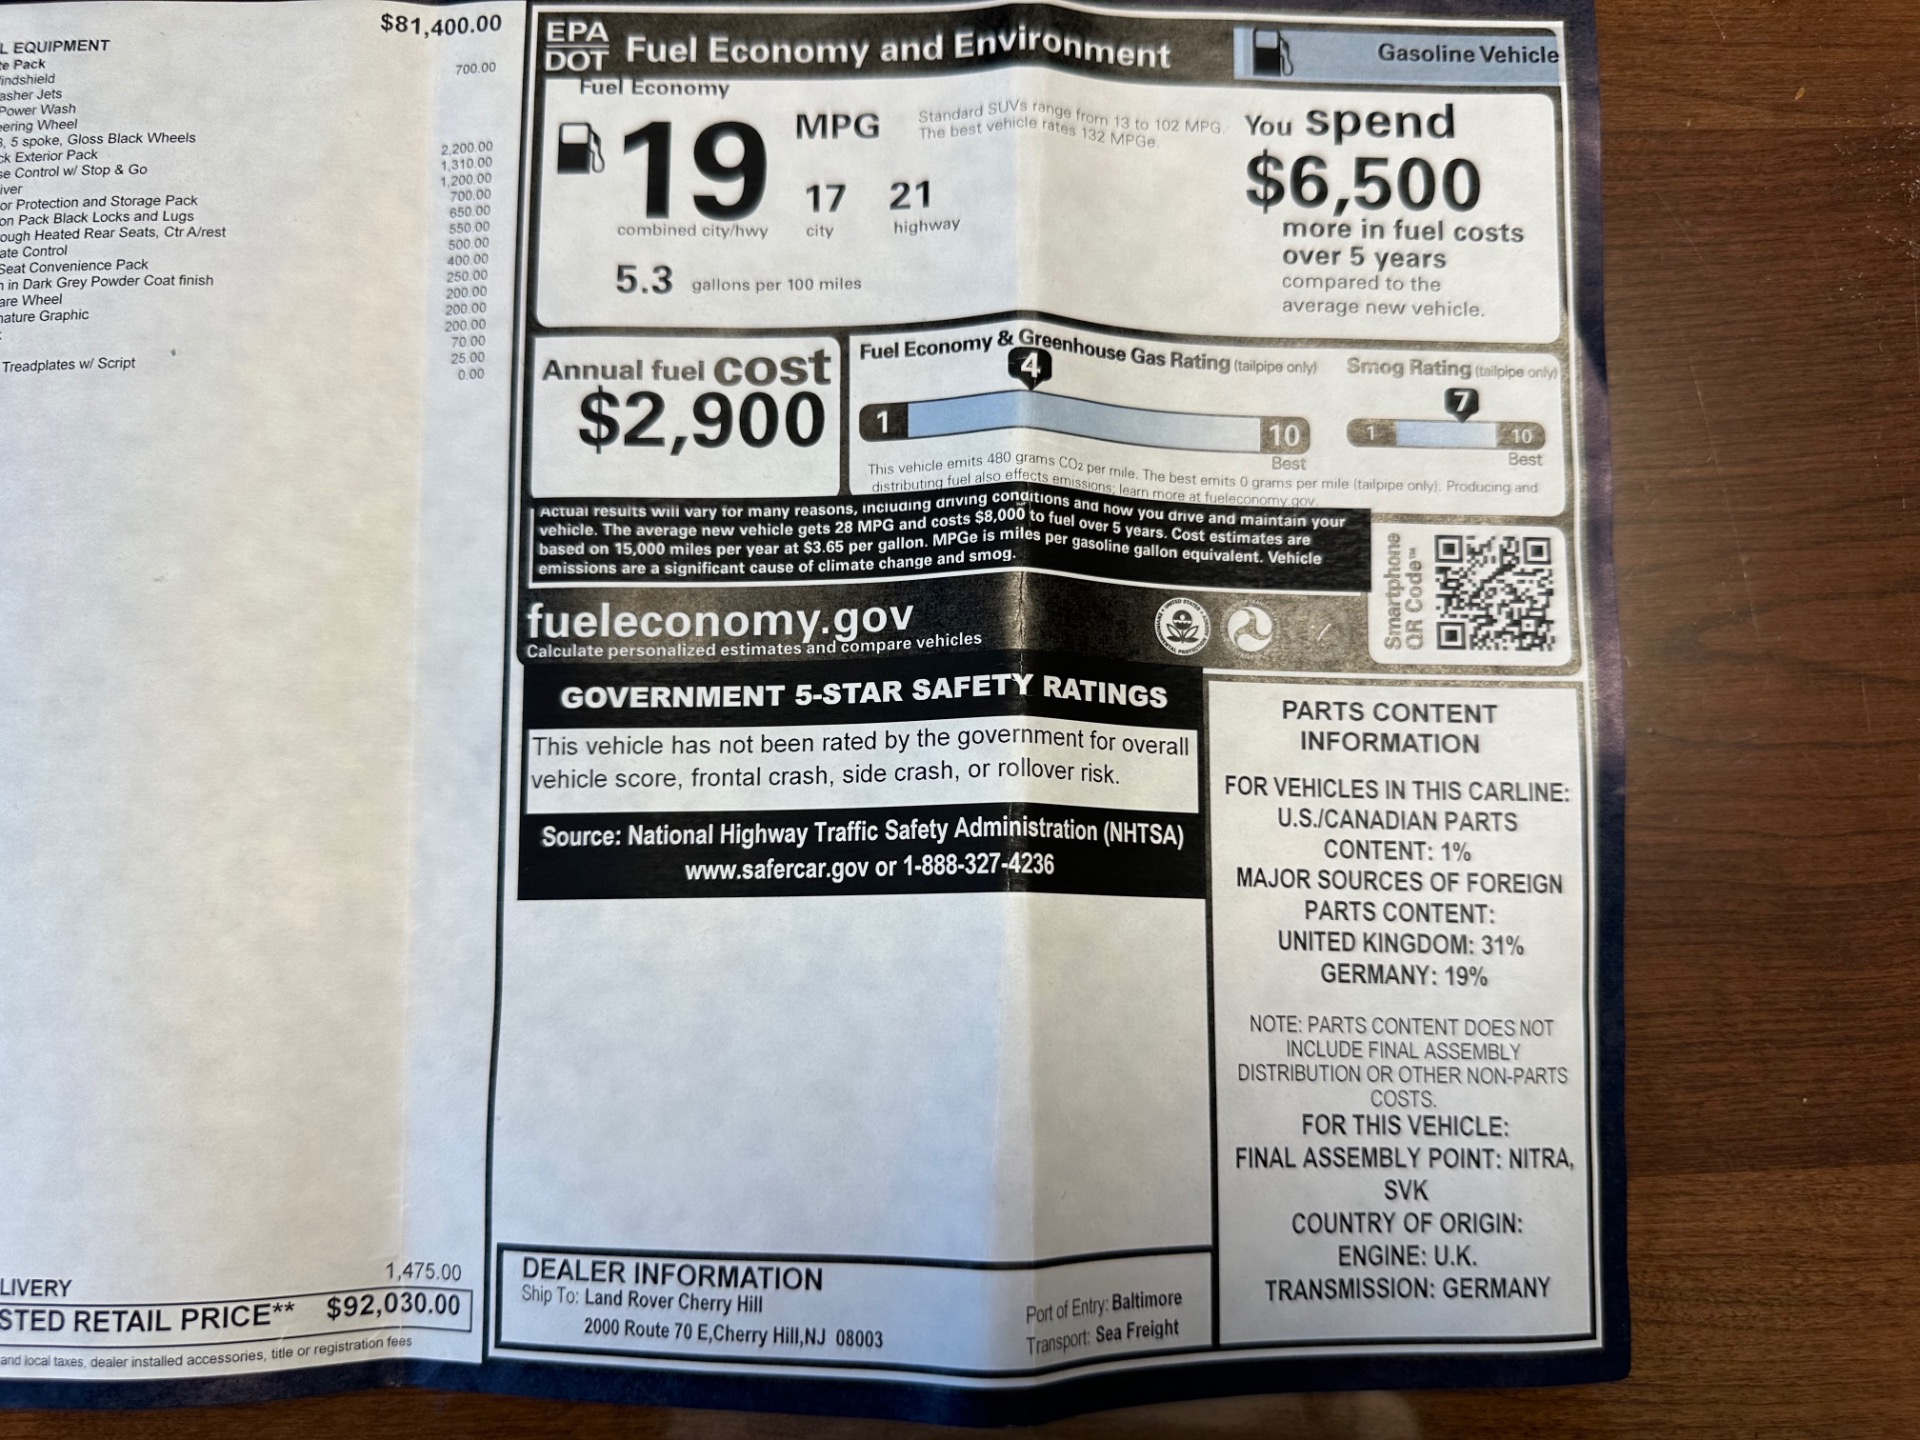 $81,400.00
L EQUIPMENT
te Pack 700.00
indshield
asher Jets
Power Wash
ering Wheel
, 5 spoke, Gloss Black Wheels 2,200.00
ck Exterior Pack 1,310.00
se Control w/ Stop & Go 1,200.00
iver 700.00
or Protection and Storage Pack 650.00
on Pack Black Locks and Lugs 550.00
ough Heated Rear Seats, Ctr A/rest 500.00
ate Control 400.00
Seat Convenience Pack 250.00
n in Dark Grey Powder Coat finish 200.00
are Wheel 200.00
nature Graphic 200.00
70.00
25.00
Treadplates w/ Script 0.00
LIVERY 1,475.00
STED RETAIL PRICE** $92,030.00
and local taxes, dealer installed accessories, title or registration fees
EPA
DOT Fuel Economy and Environment
Gasoline Vehicle
Fuel Economy
19 MPG
combined city/hwy
17
city
21
highway
5.3 gallons per 100 miles
Standard SUVs range from 13 to 102 MPG.
The best vehicle rates 132 MPGe.
You spend
$6,500
more in fuel costs
over 5 years
compared to the
average new vehicle.
Annual fuel cost
$2,900
Fuel Economy & Greenhouse Gas Rating (tailpipe only)
4
1
10
Best
Smog Rating (tailpipe only)
7
1
10
Best
This vehicle emits 480 grams CO2 per mile. The best emits 0 grams per mile (tailpipe only). Producing and
distributing fuel also effects emissions; learn more at fueleconomy.gov.
Actual results will vary for many reasons, including driving conditions and how you drive and maintain your
vehicle. The average new vehicle gets 28 MPG and costs $8,000 to fuel over 5 years. Cost estimates are
based on 15,000 miles per year at $3.65 per gallon. MPGe is miles per gasoline gallon equivalent. Vehicle
emissions are a significant cause of climate change and smog.
fueleconomy.gov
Calculate personalized estimates and compare vehicles
Smartphone
QR Code™
GOVERNMENT 5-STAR SAFETY RATINGS
This vehicle has not been rated by the government for overall
vehicle score, frontal crash, side crash, or rollover risk.
Source: National Highway Traffic Safety Administration (NHTSA)
www.safercar.gov or 1-888-327-4236
PARTS CONTENT
INFORMATION
FOR VEHICLES IN THIS CARLINE:
U.S./CANADIAN PARTS
CONTENT: 1%
MAJOR SOURCES OF FOREIGN
PARTS CONTENT:
UNITED KINGDOM: 31%
GERMANY: 19%
NOTE: PARTS CONTENT DOES NOT
INCLUDE FINAL ASSEMBLY
DISTRIBUTION OR OTHER NON-PARTS
COSTS.
FOR THIS VEHICLE:
FINAL ASSEMBLY POINT: NITRA,
SVK
COUNTRY OF ORIGIN:
ENGINE: U.K.
TRANSMISSION: GERMANY
DEALER INFORMATION
Ship To: Land Rover Cherry Hill
2000 Route 70 E,Cherry Hill,NJ 08003
Port of Entry: Baltimore
Transport: Sea Freight